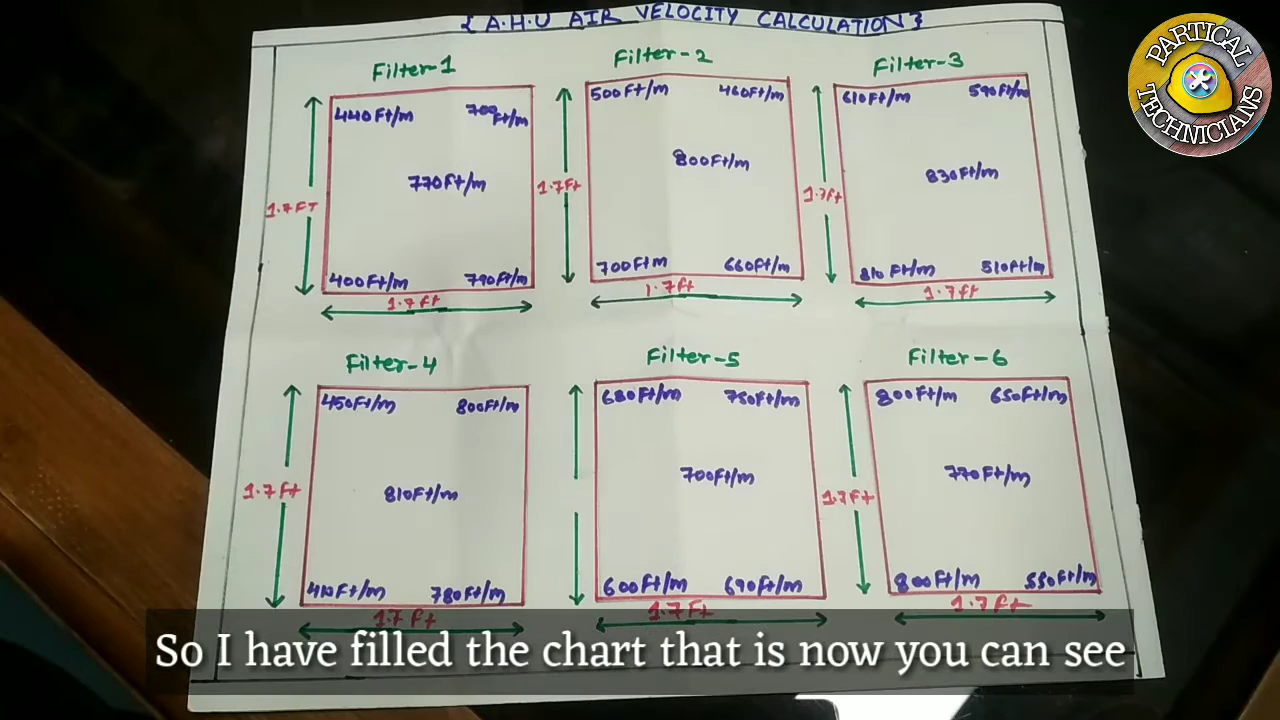 { A.H.U AIR VELOCITY CALCULATION }
PARTICAL
TECHNICIANS
Filter-1
440Ft/m
Ft/m
770Ft/m
1.7FT
400Ft/m 790Ft/m
1.7ft
Filter-2
500Ft/m 460Ft/m
800Ft/m
1.7Ft
700Ft/m 660Ft/m
1.7ft
Filter-3
610Ft/m 590Ft/m
830Ft/m
1.7ft
810Ft/m 510Ft/m
1.7ft
Filter-4
450Ft/m 800Ft/m
810Ft/m
1.7ft
410Ft/m 780Ft/m
1.7ft
Filter-5
680Ft/m 750Ft/m
700Ft/m
600Ft/m 690Ft/m
1.7Ft
Filter-6
800Ft/m 650Ft/m
770Ft/m
1.7Ft
800Ft/m 550Ft/m
1.7Ft
So I have filled the chart that is now you can see